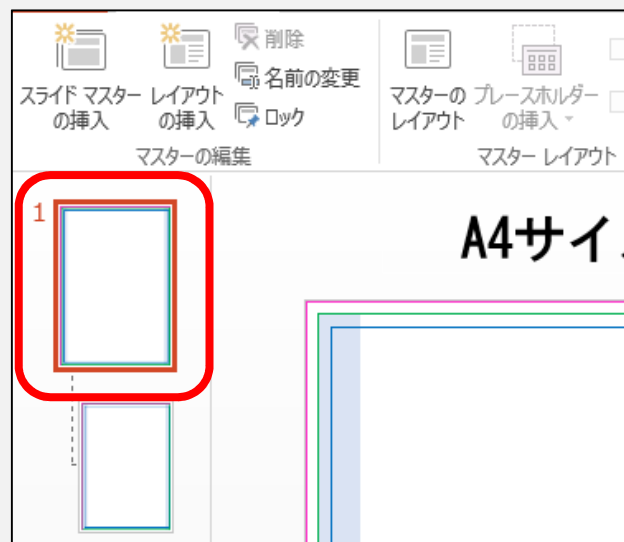 スライド マスター
の挿入
レイアウト
の挿入
削除
名前の変更
ロック
マスターの
レイアウト
プレースホルダー
の挿入
マスターの編集
マスター レイアウト
1
A4サイ